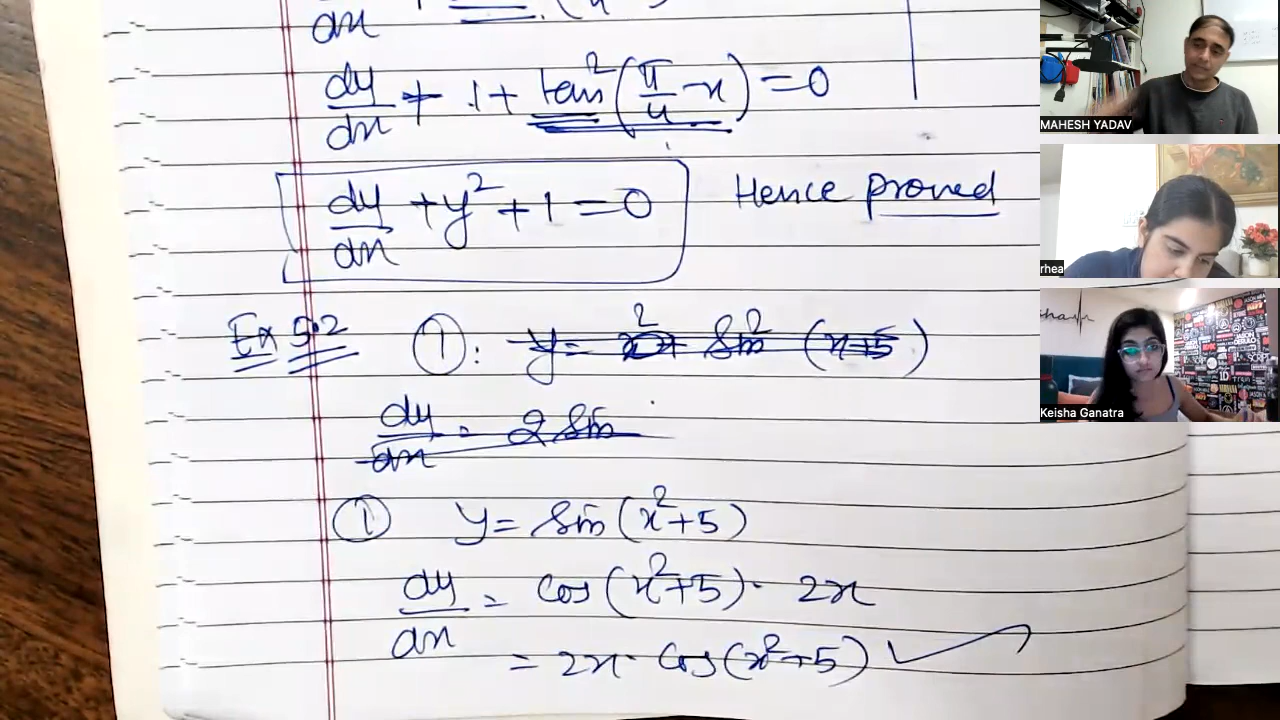 dy/dx + 1 + tan²(π/4 - x) = 0
dy/dx + y² + 1 = 0 Hence proved
Ex 5.2 ①: y = sin² (x+5)
dy/dx = 2 sin
① y = sin(x²+5)
dy/dx = cos(x²+5) · 2x
= 2x · cos(x²+5)
MAHESH YADAV
rhea
Keisha Ganatra